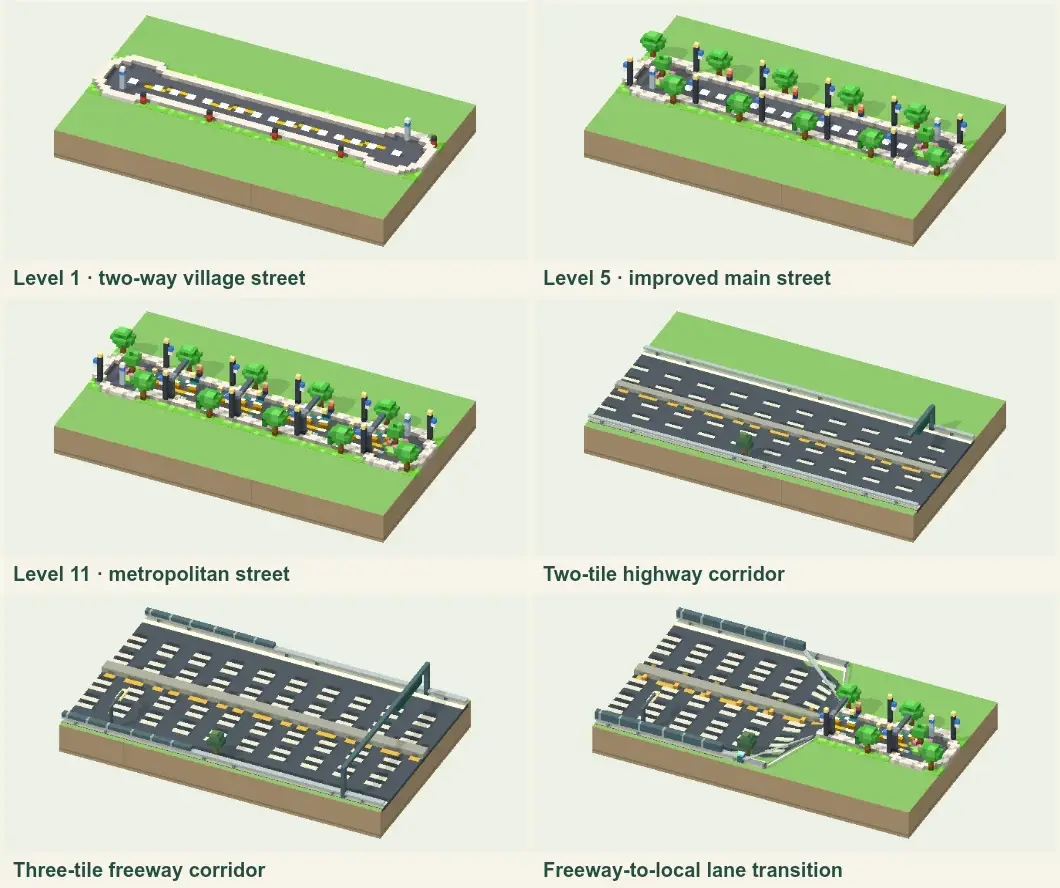 Level 1 · two-way village street
Level 5 · improved main street
Level 11 · metropolitan street
Two-tile highway corridor
Three-tile freeway corridor
Freeway-to-local lane transition